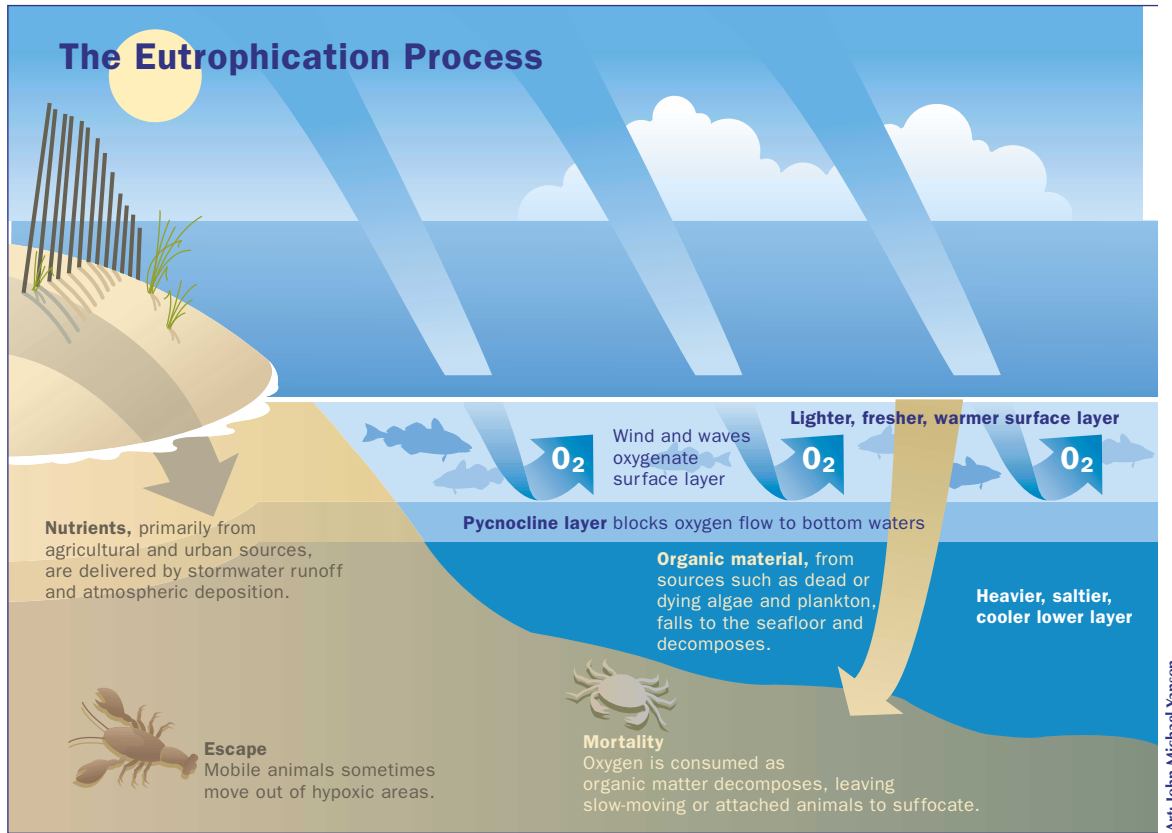 The Eutrophication Process
Lighter, fresher, warmer surface layer
Wind and waves
oxygenate
surface layer
O₂
O₂
O₂
Pycnocline layer blocks oxygen flow to bottom waters
Nutrients, primarily from
agricultural and urban sources,
are delivered by stormwater runoff
and atmospheric deposition.
Organic material, from
sources such as dead or
dying algae and plankton,
falls to the seafloor and
decomposes.
Heavier, saltier,
cooler lower layer
Escape
Mobile animals sometimes
move out of hypoxic areas.
Mortality
Oxygen is consumed as
organic matter decomposes, leaving
slow-moving or attached animals to suffocate.
Art: John Michael Yanson